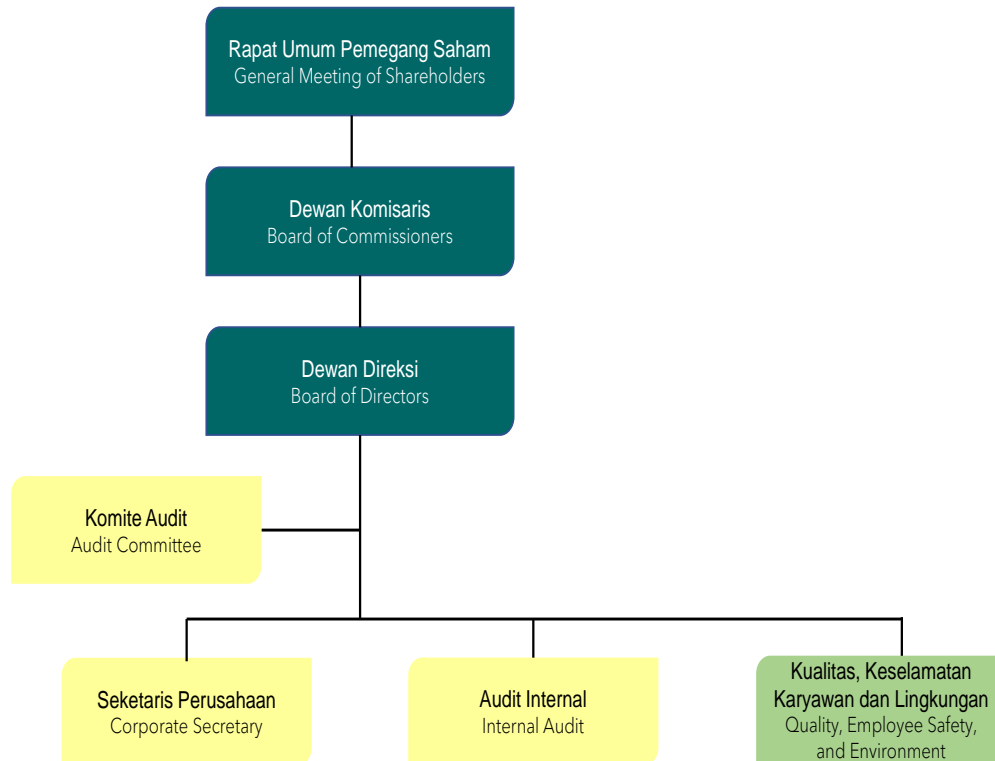 Rapat Umum Pemegang Saham
General Meeting of Shareholders
Dewan Komisaris
Board of Commissioners
Dewan Direksi
Board of Directors
Komite Audit
Audit Committee
Seketaris Perusahaan
Corporate Secretary
Audit Internal
Internal Audit
Kualitas, Keselamatan
Karyawan dan Lingkungan
Quality, Employee Safety,
and Environment